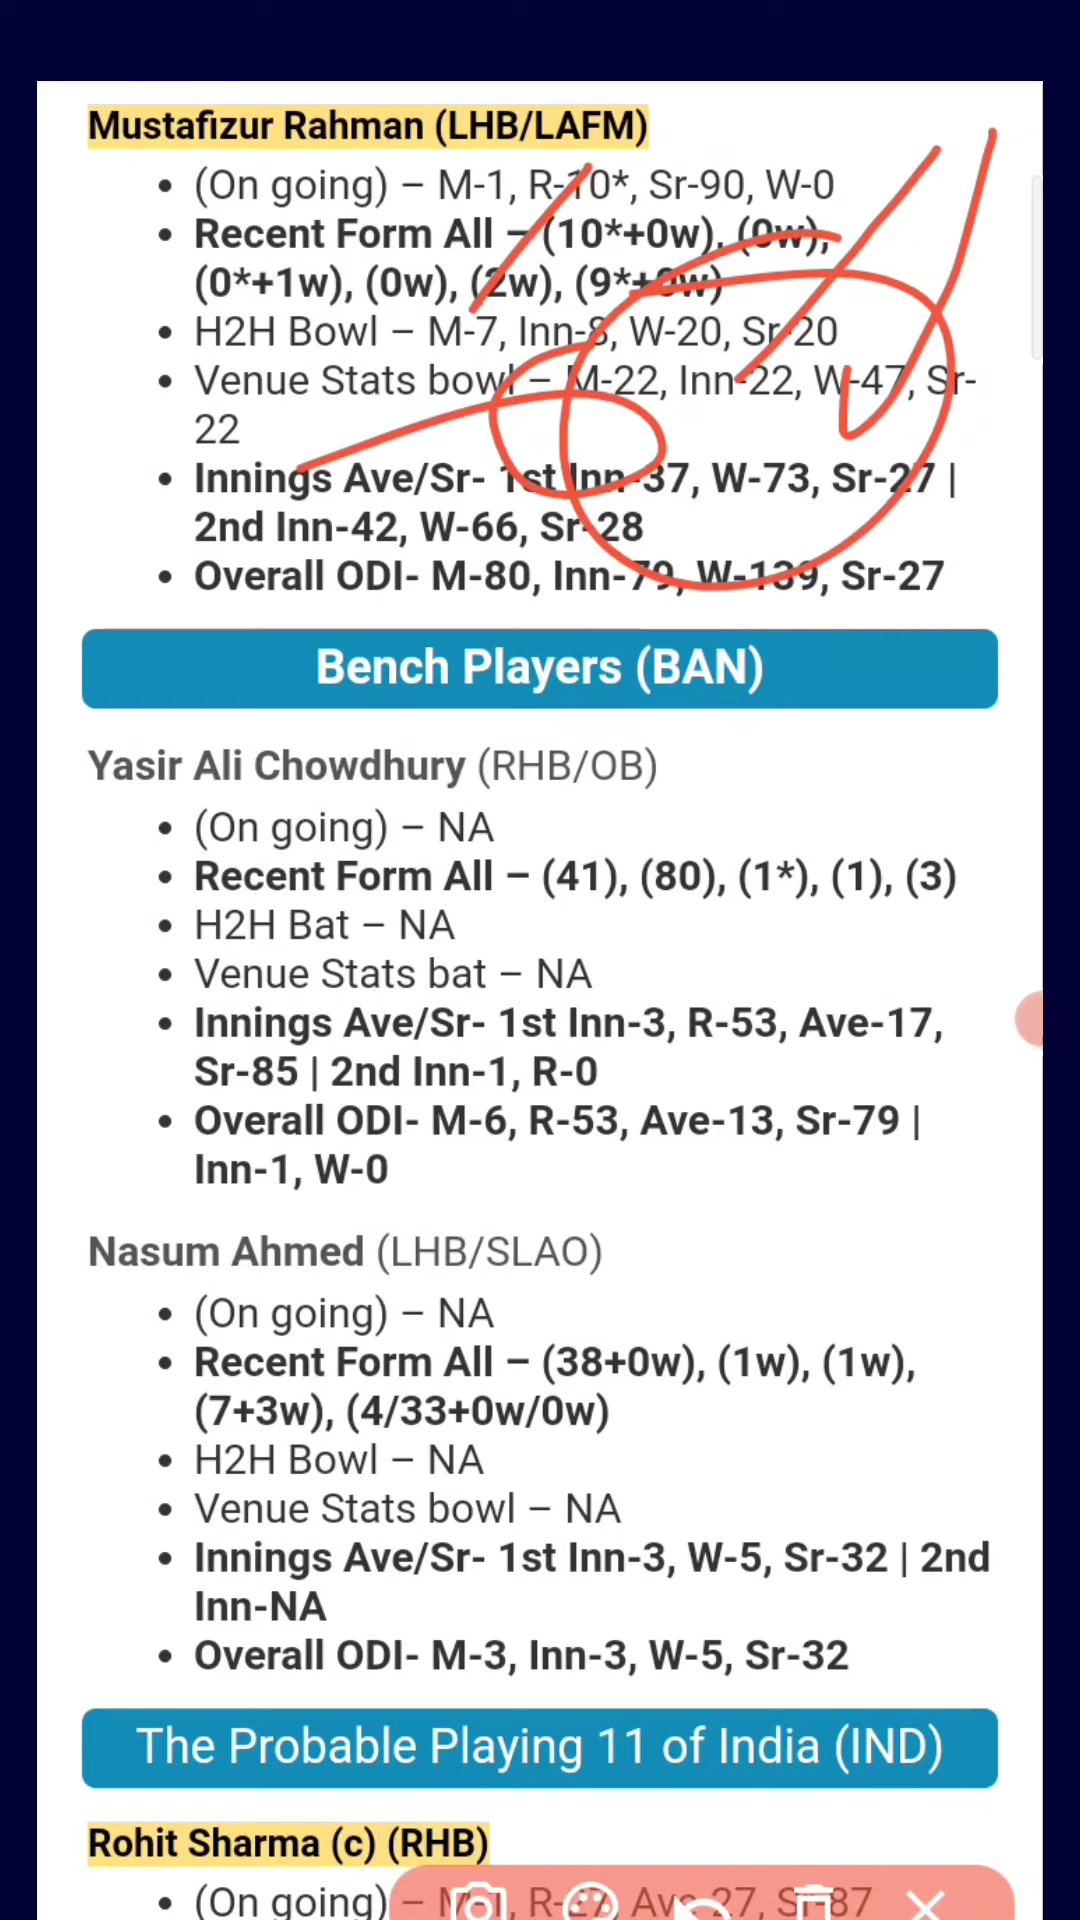 Mustafizur Rahman (LHB/LAFM)
• (On going) – M-1, R-10*, Sr-90, W-0
• Recent Form All – (10*+0w), (0w),
(0*+1w), (0w), (2w), (9*+0w)
• H2H Bowl – M-7, Inn-8, W-20, Sr-20
• Venue Stats bowl – M-22, Inn-22, W-47, Sr-
22
• Innings Ave/Sr- 1st Inn-37, W-73, Sr-27 |
2nd Inn-42, W-66, Sr-28
• Overall ODI- M-80, Inn-79, W-139, Sr-27
Bench Players (BAN)
Yasir Ali Chowdhury (RHB/OB)
• (On going) – NA
• Recent Form All – (41), (80), (1*), (1), (3)
• H2H Bat – NA
• Venue Stats bat – NA
• Innings Ave/Sr- 1st Inn-3, R-53, Ave-17,
Sr-85 | 2nd Inn-1, R-0
• Overall ODI- M-6, R-53, Ave-13, Sr-79 |
Inn-1, W-0
Nasum Ahmed (LHB/SLAO)
• (On going) – NA
• Recent Form All – (38+0w), (1w), (1w),
(7+3w), (4/33+0w/0w)
• H2H Bowl – NA
• Venue Stats bowl – NA
• Innings Ave/Sr- 1st Inn-3, W-5, Sr-32 | 2nd
Inn-NA
• Overall ODI- M-3, Inn-3, W-5, Sr-32
The Probable Playing 11 of India (IND)
Rohit Sharma (c) (RHB)
• (On going) – M-1, R-27, Ave-27, Sr-87